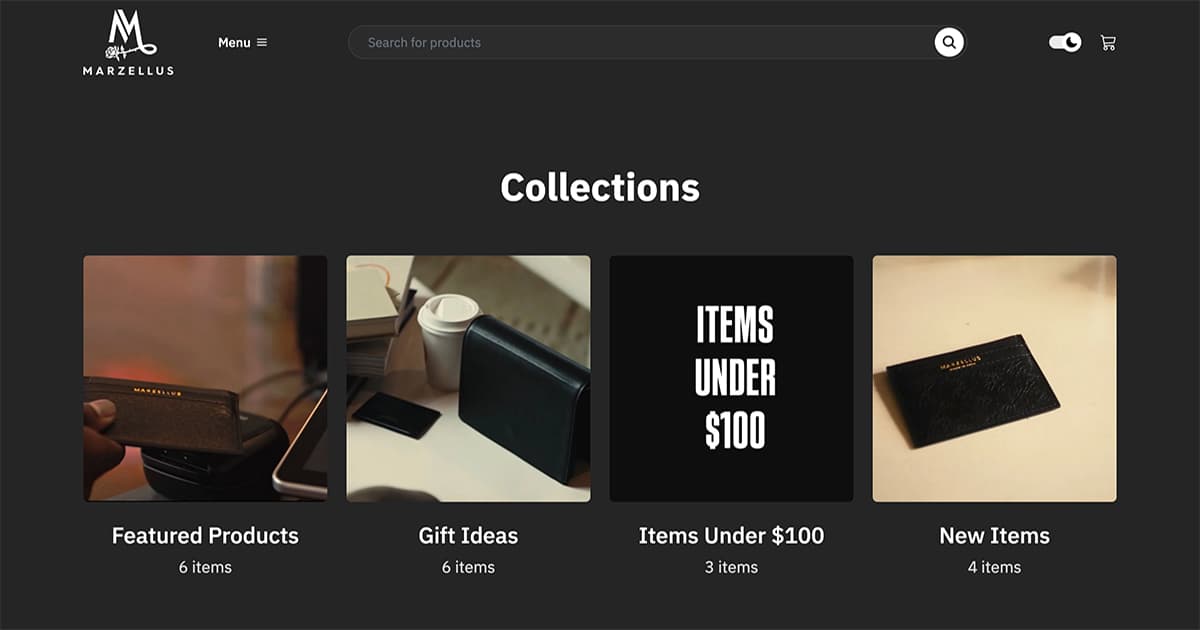 MARZELLUS
Menu
Search for products
Collections
MARZELLUS
MARZELLUS
ITEMS
UNDER
$100
Featured Products
Gift Ideas
Items Under $100
New Items
6 items
6 items
3 items
4 items